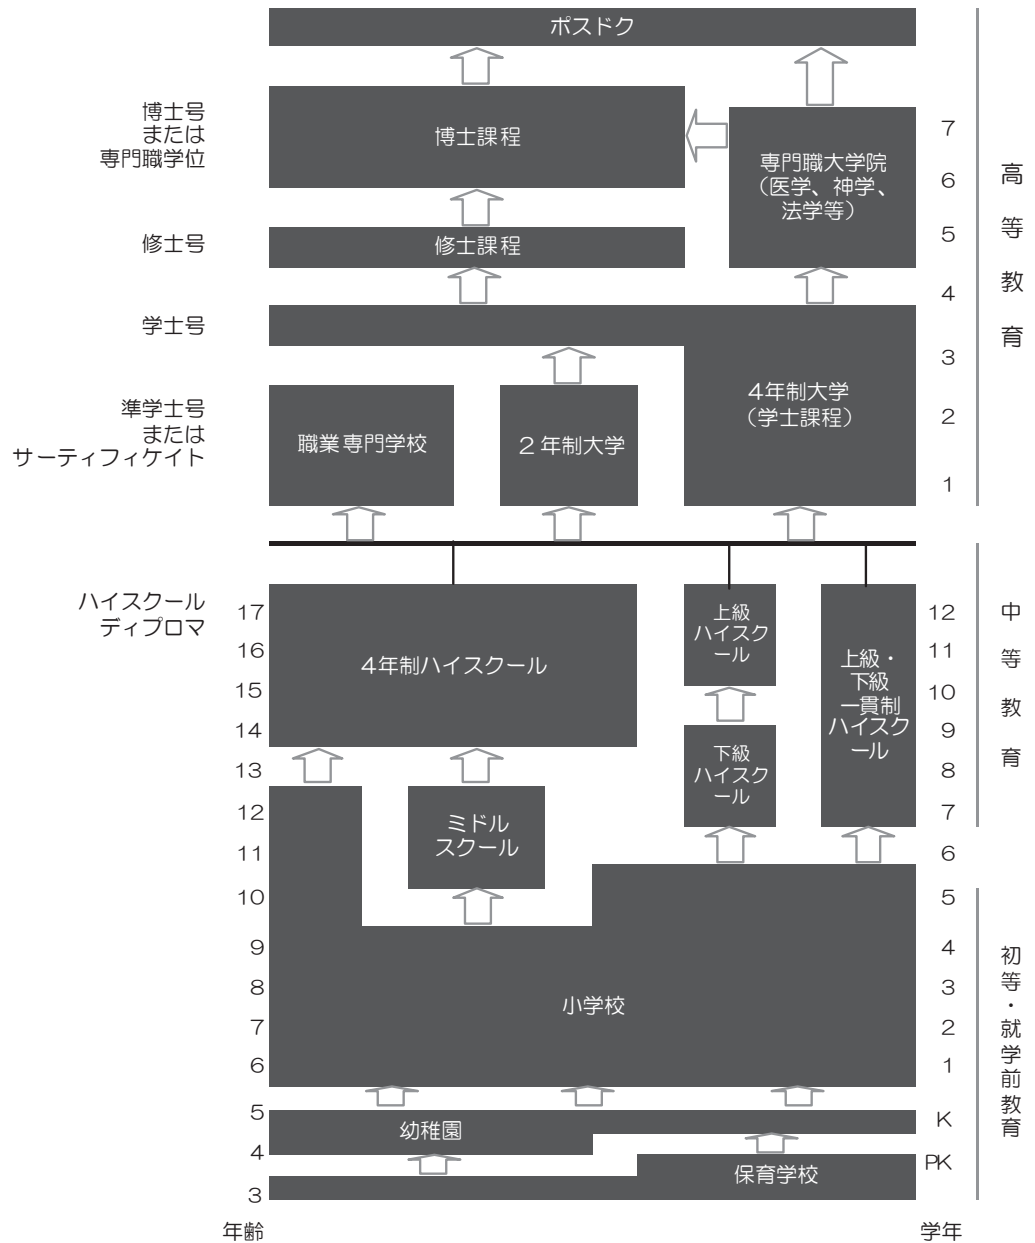 ポスドク
博士号
または
専門職学位
博士課程
専門職大学院
（医学、神学、
法学等）
7
6
5
修士号
修士課程
4
学士号
3
4年制大学
（学士課程）
2
1
準学士号
または
サーティフィケイト
職業専門学校
2年制大学
高等教育
ハイスクール
ディプロマ
17
16
15
14
13
12
11
10
9
8
7
6
5
4
3
年齢
4年制ハイスクール
上級
ハイスク
ール
上級・
下級
一貫制
ハイスク
ール
下級
ハイスク
ール
ミドル
スクール
小学校
幼稚園
保育学校
12
11
10
9
8
7
6
5
4
3
2
1
K
PK
学年
中等教育
初等・就学前教育